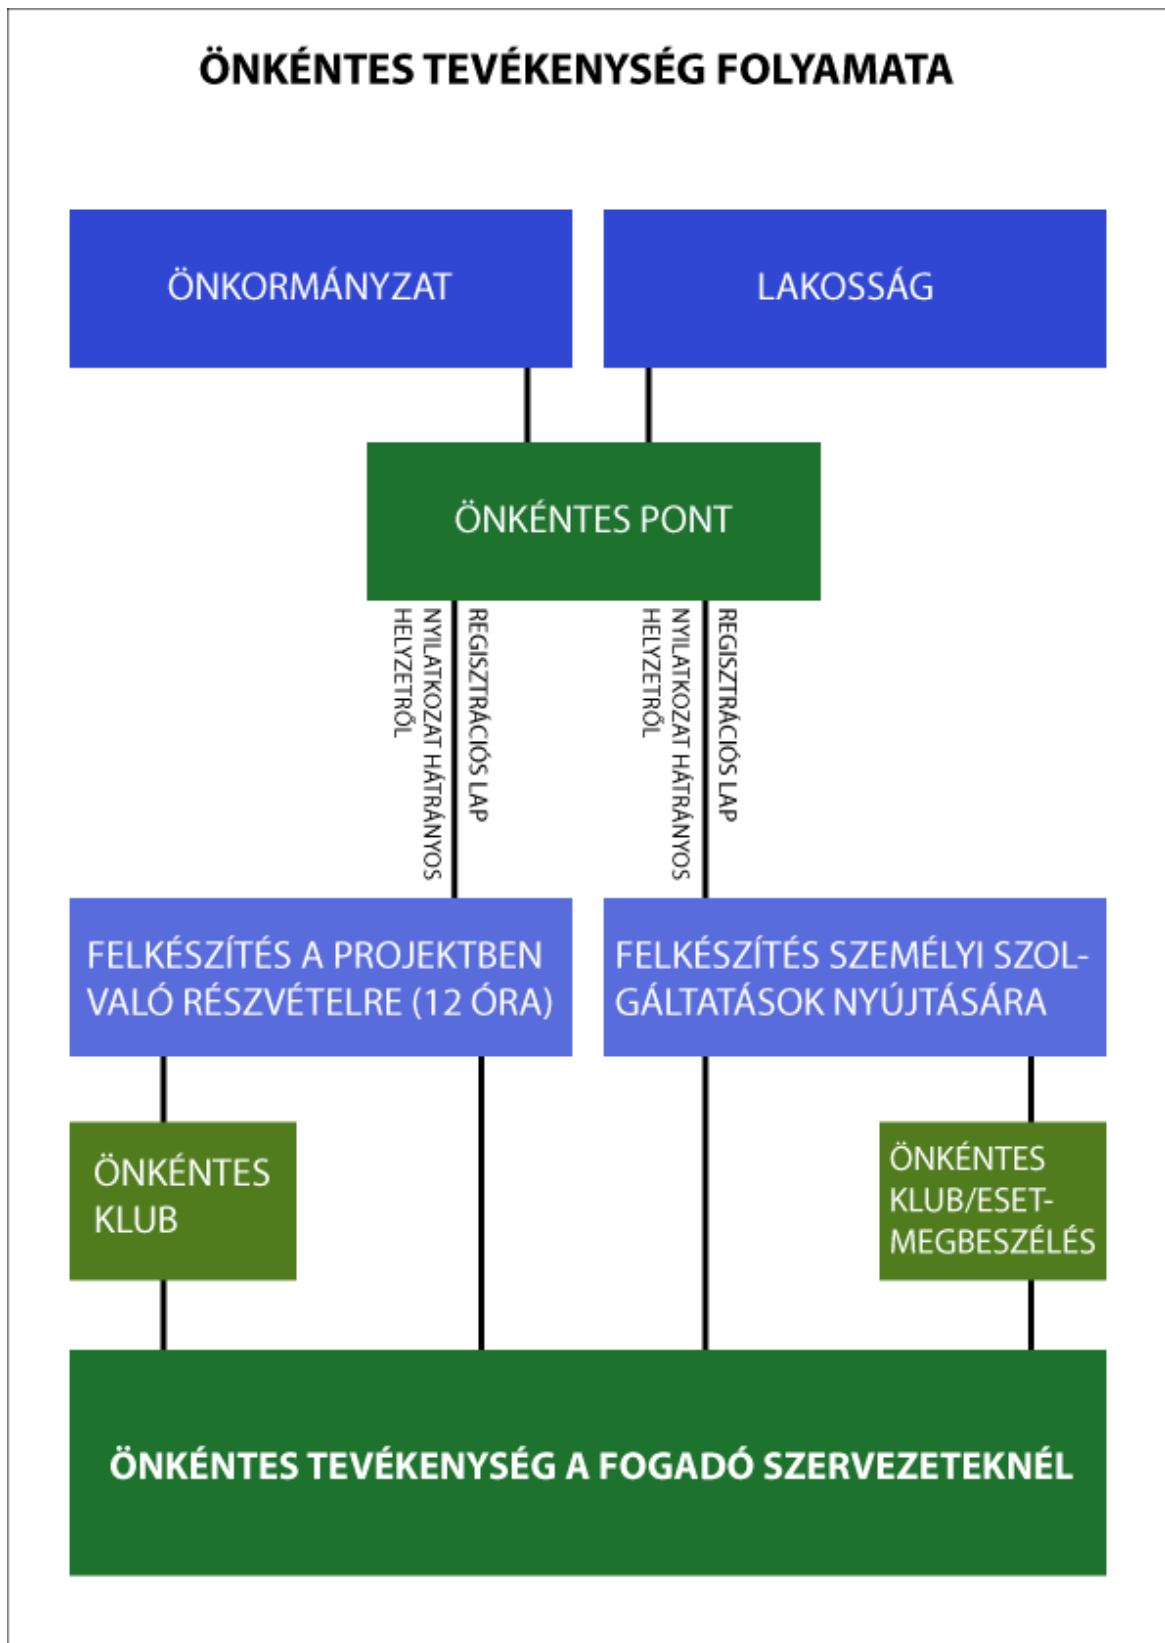 ÖNKÉNTES TEVÉKENYSÉG FOLYAMATA
ÖNKORMÁNYZAT
LAKOSSÁG
ÖNKÉNTES PONT
REGISZTRÁCIÓS LAP
NYILATKOZAT HÁTRÁNYOS
HELYZETRŐL
REGISZTRÁCIÓS LAP
NYILATKOZAT HÁTRÁNYOS
HELYZETRŐL
FELKÉSZÍTÉS A PROJEKTBEN
VALÓ RÉSZVÉTELRE (12 ÓRA)
FELKÉSZÍTÉS SZEMÉLYI SZOL-
GÁLTATÁSOK NYÚJTÁSÁRA
ÖNKÉNTES
KLUB
ÖNKÉNTES
KLUB/ESET-
MEGBESZÉLÉS
ÖNKÉNTES TEVÉKENYSÉG A FOGADÓ SZERVEZETEKNÉL